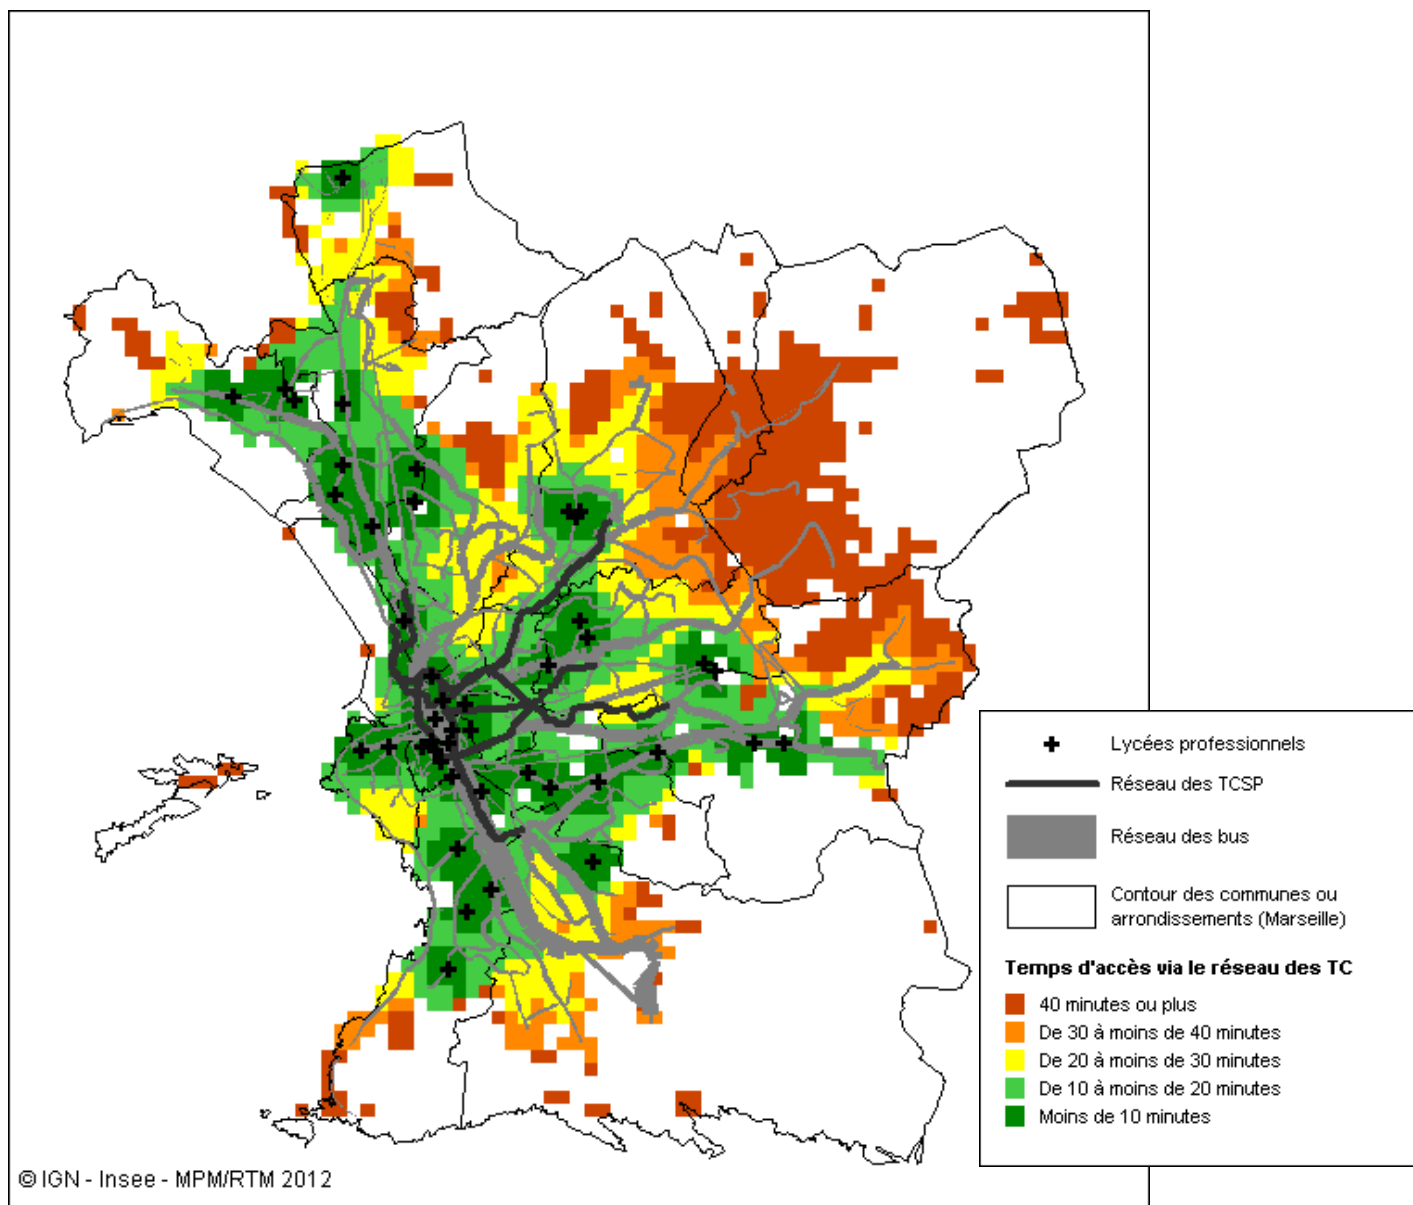 Lycées professionnels
Réseau des TCSP
Réseau des bus
Contour des communes ou
arrondissements (Marseille)
Temps d'accès via le réseau des TC
40 minutes ou plus
De 30 à moins de 40 minutes
De 20 à moins de 30 minutes
De 10 à moins de 20 minutes
Moins de 10 minutes
© IGN - Insee - MPM/RTM 2012